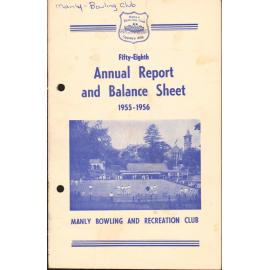 Manly-Bowling Club
Fifty-Eighth
Annual Report
and Balance Sheet
1955-1956
MANLY BOWLING AND RECREATION CLUB